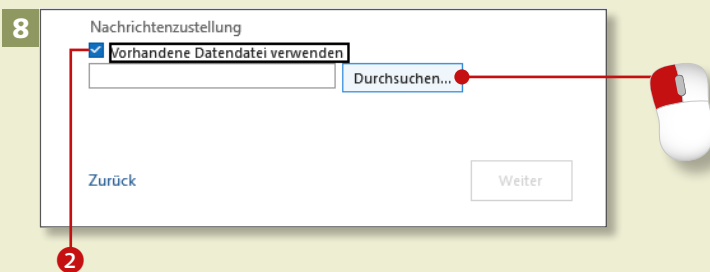 8
Nachrichtenzustellung
Vorhandene Datendatei verwenden
Durchsuchen...
Zurück
Weiter
2